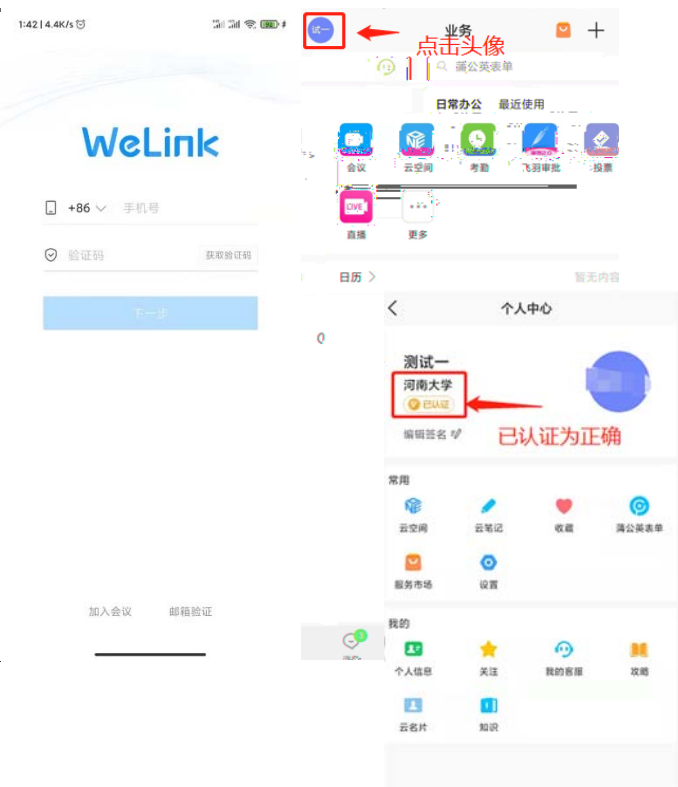 1:42 | 4.4K/s
WeLink
+86
手机号
验证码
获取验证码
下一步
加入会议
邮箱验证
试一
业务
点击头像
蒲公英表单
日常办公
最近使用
会议
云空间
考勤
飞羽审批
投票
LIVE
直播
更多
日历
暂无内容
3
个人中心
测试一
河南大学
已认证
已认证为正确
编辑签名
常用
云空间
云笔记
收藏
蒲公英表单
服务市场
设置
我的
个人信息
关注
我的客服
攻略
云名片
知识